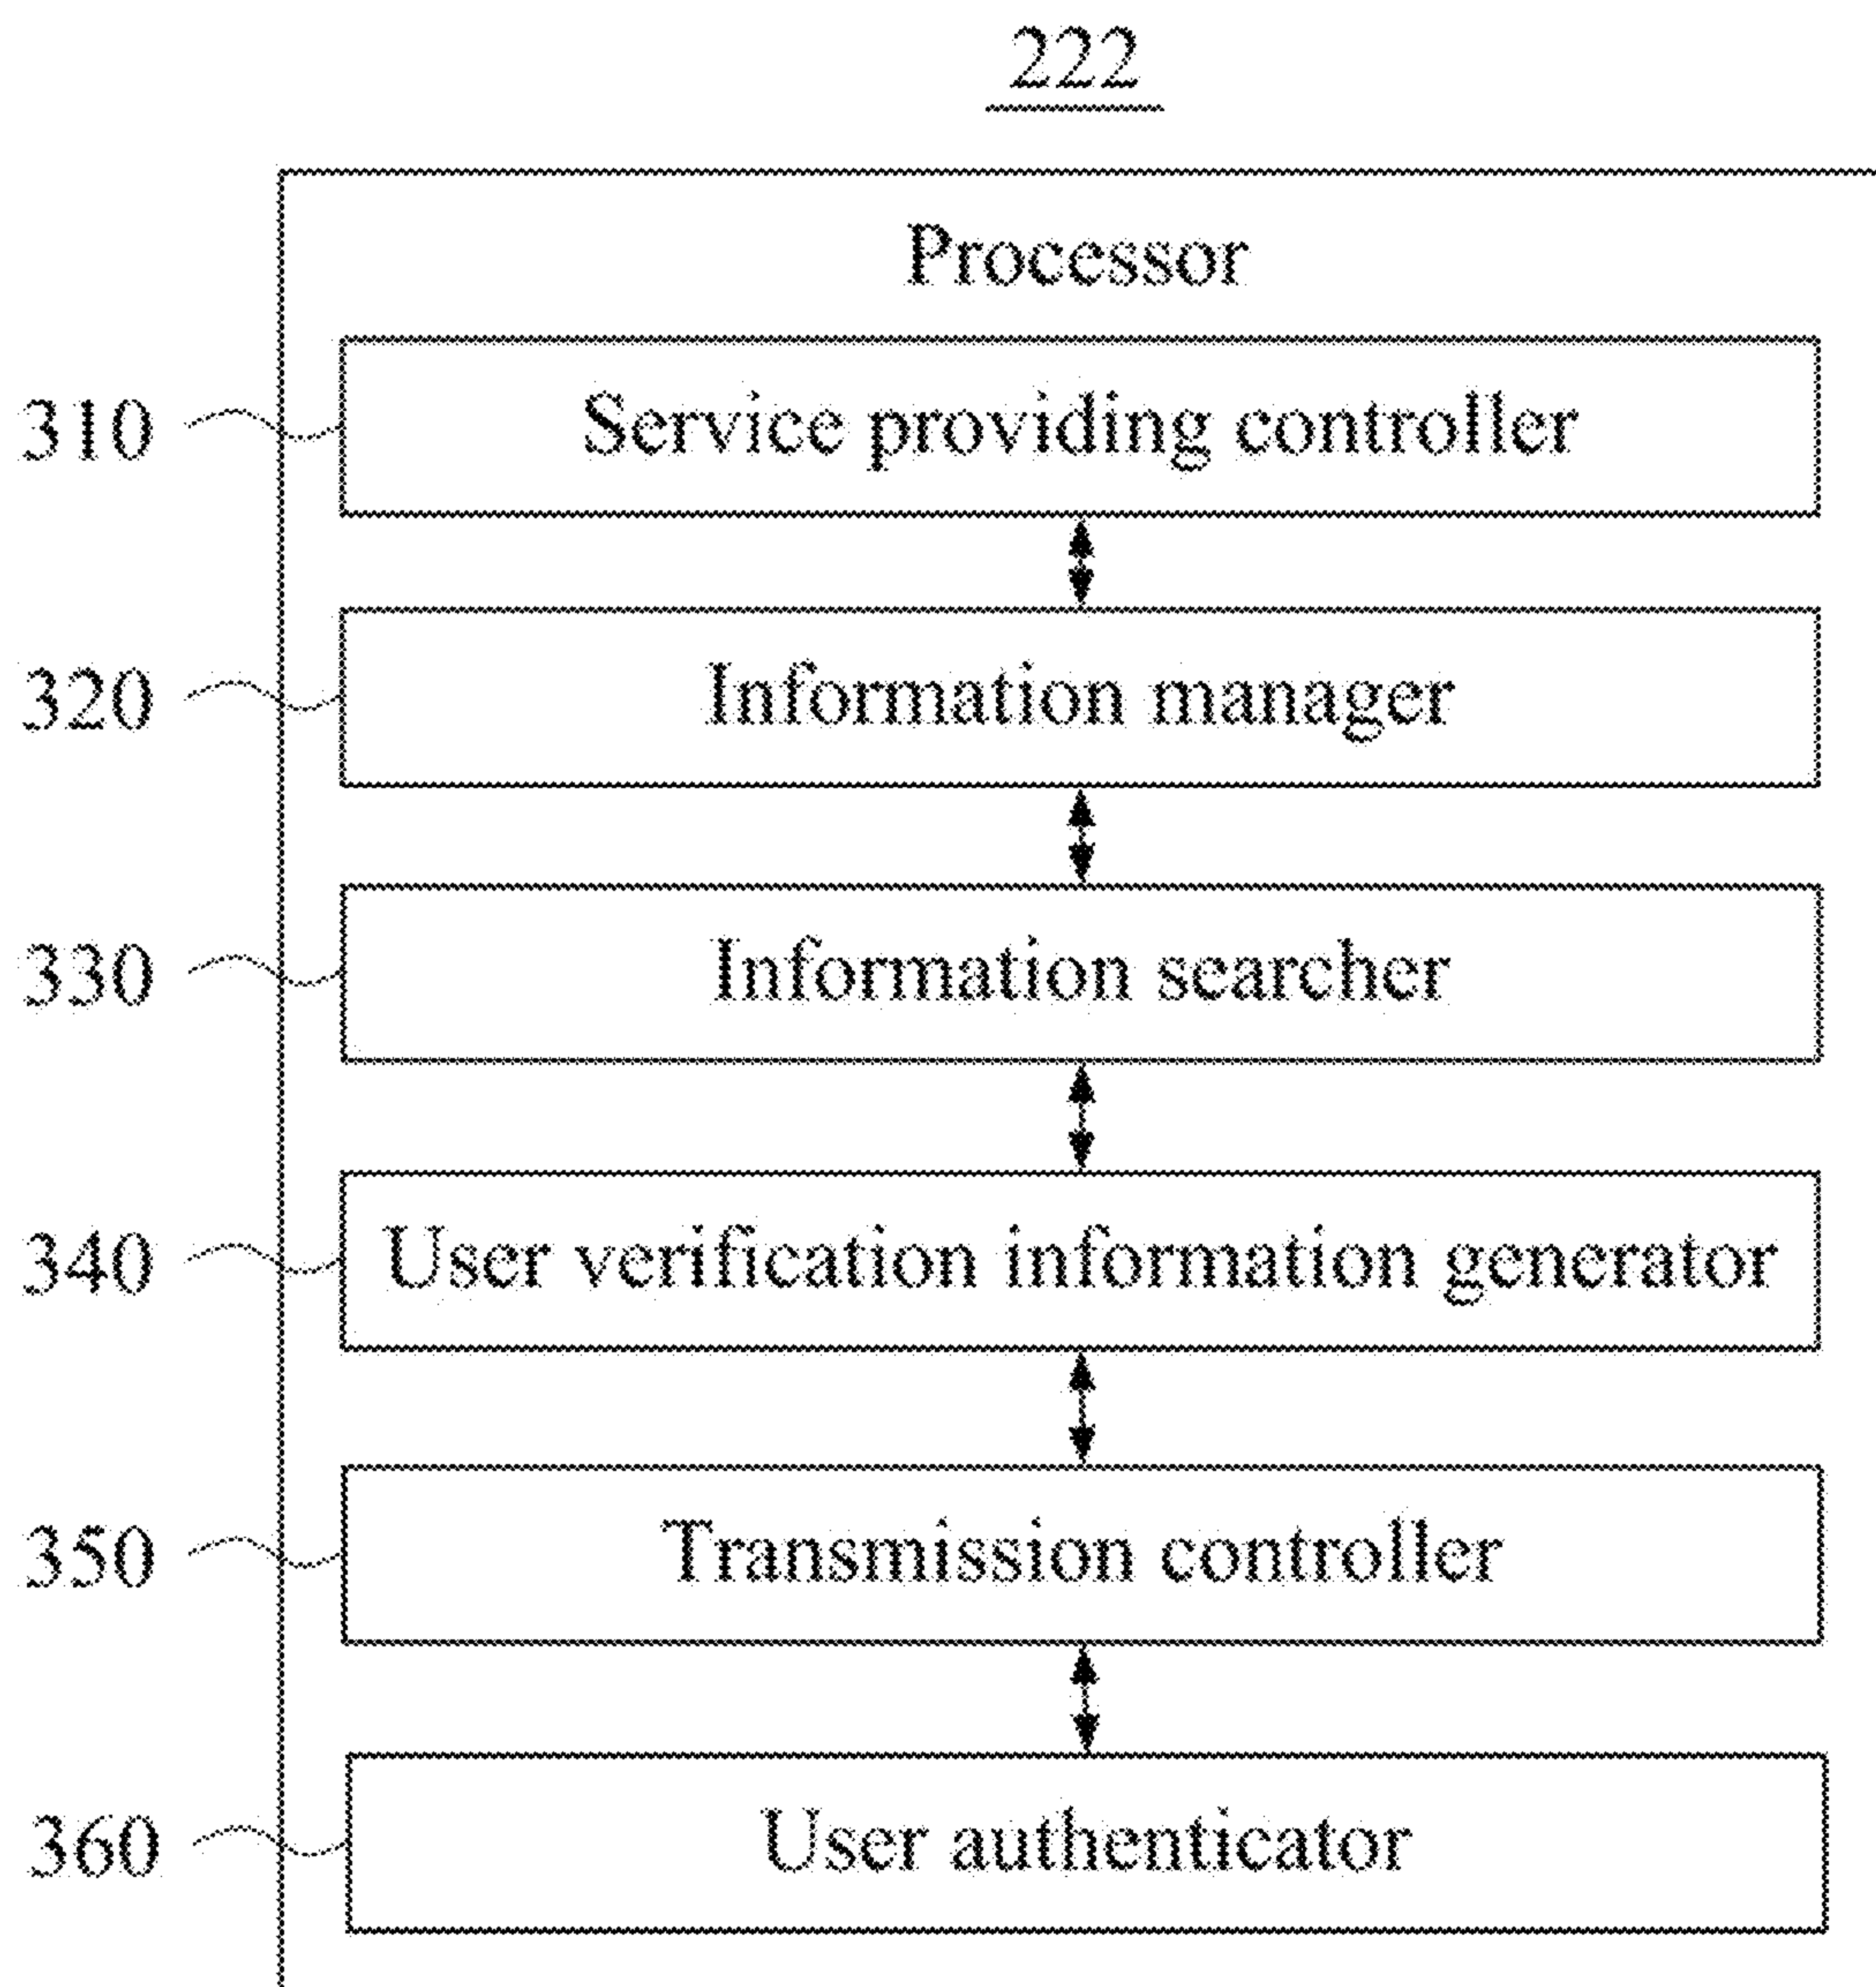 222
Processor
310 Service providing controller
320 Information manager
330 Information searcher
340 User verification information generator
350 Transmission controller
360 User authenticator